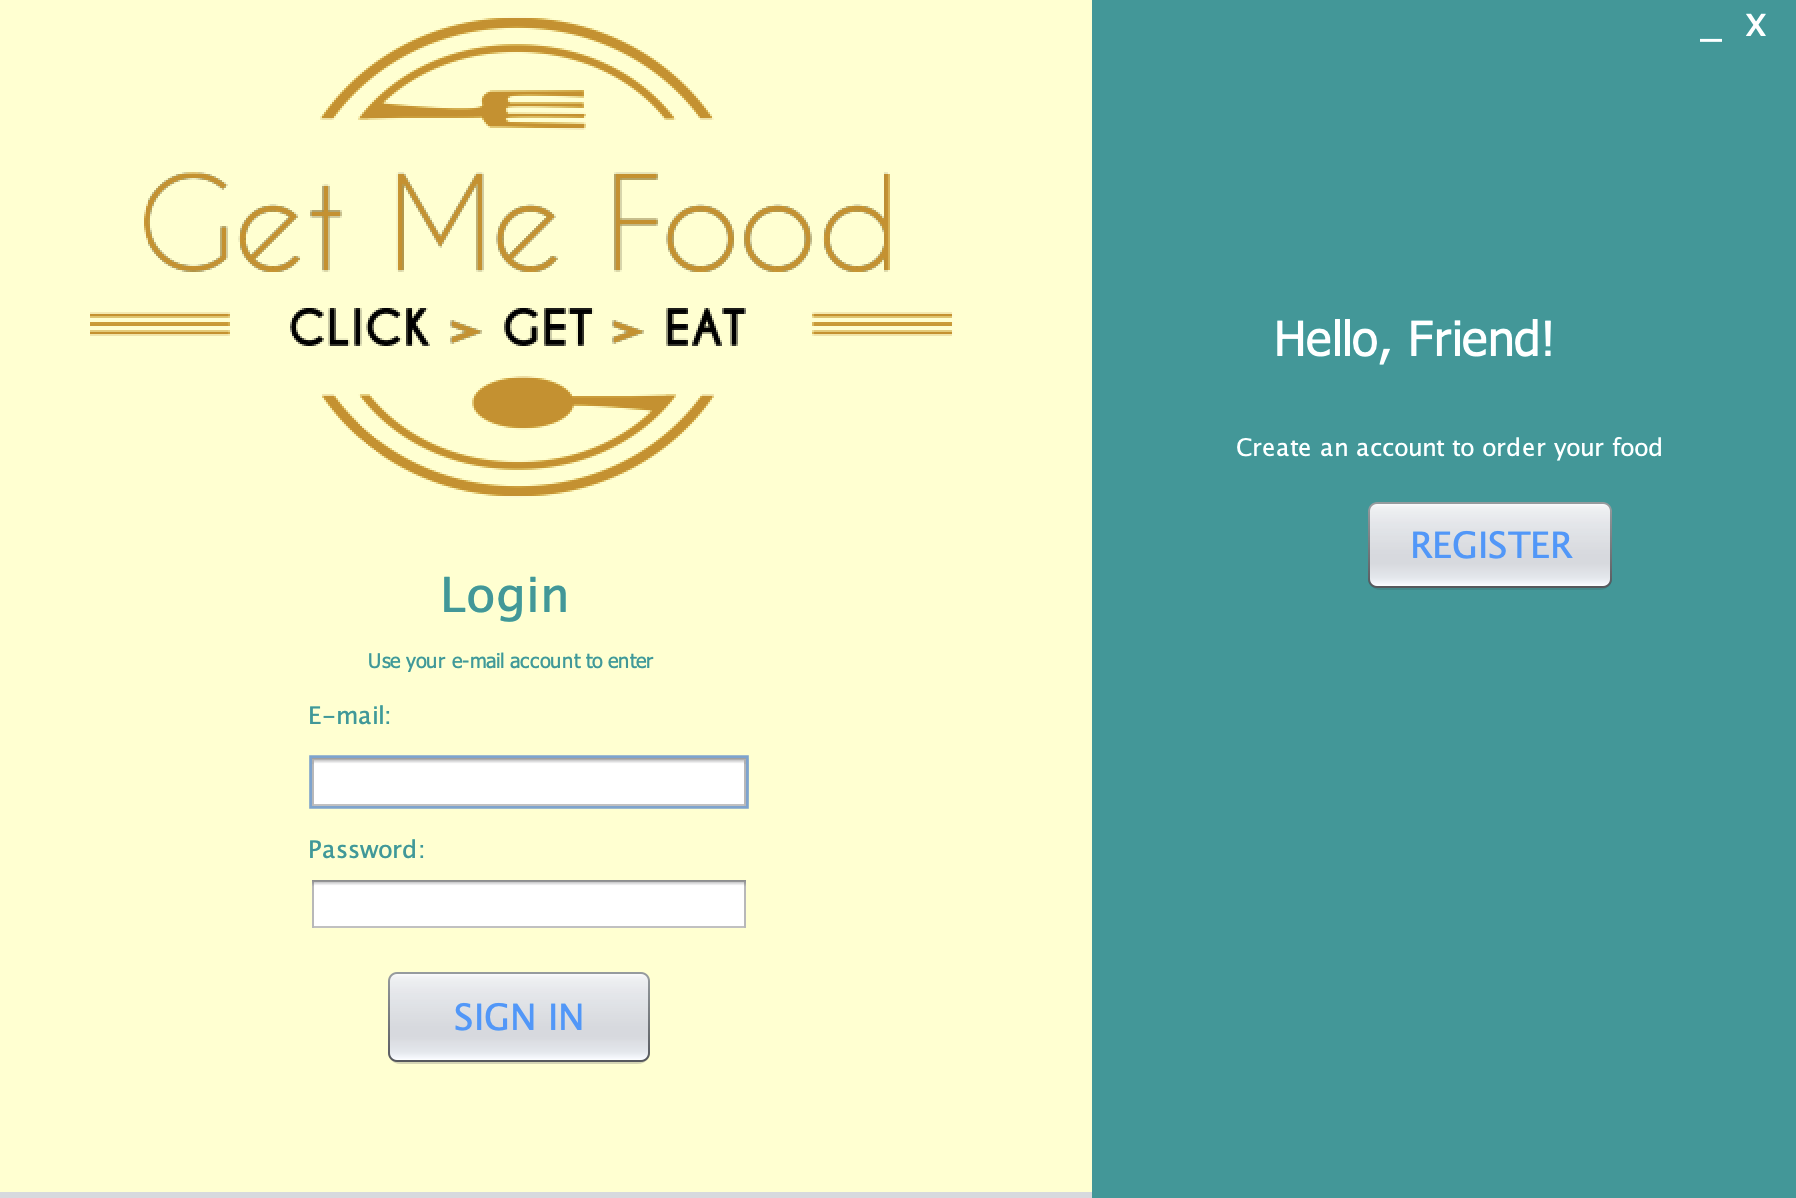 Get Me Food
CLICK > GET > EAT
Login
Use your e-mail account to enter
E-mail:
Password:
SIGN IN
_ X
Hello, Friend!
Create an account to order your food
REGISTER